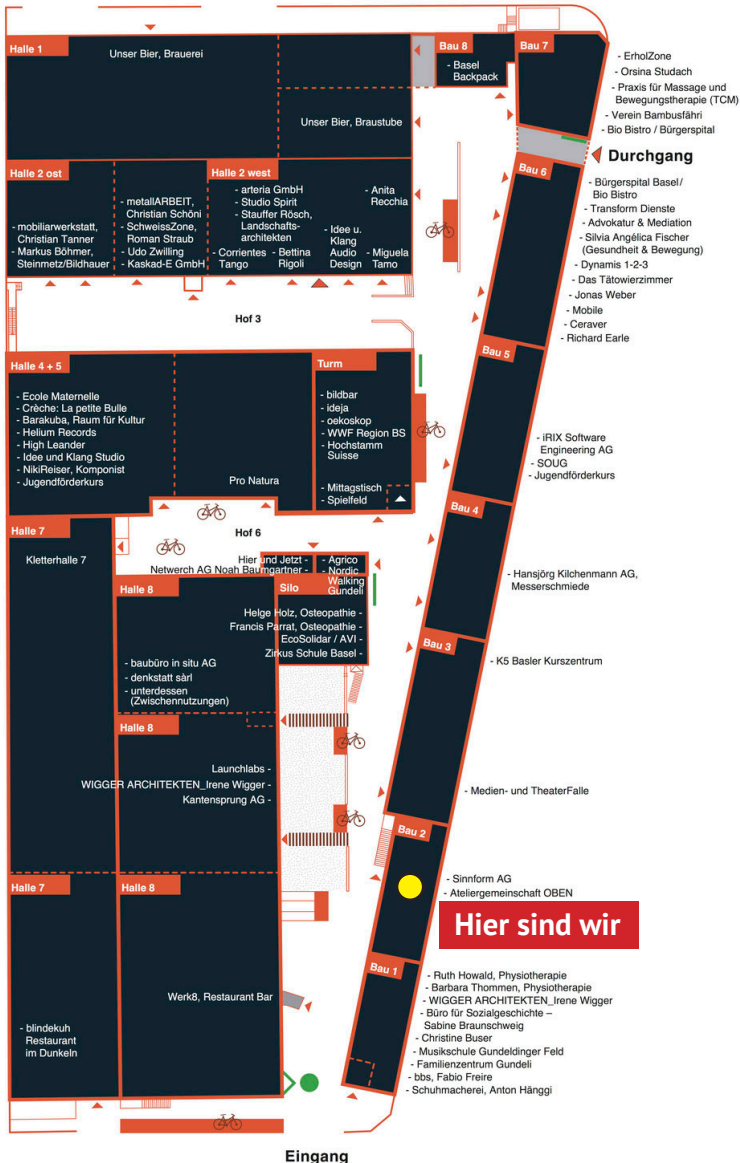 Halle 1
Unser Bier, Brauerei
Unser Bier, Braustube
Bau 8
- Basel
Backpack
Bau 7
- ErholZone
- Orsina Studach
- Praxis für Massage und
Bewegungstherapie (TCM)
- Verein Bambusfähri
- Bio Bistro / Bürgerspital
Durchgang
Halle 2 ost
- mobiliarwerkstatt,
Christian Tanner
- Markus Böhmer,
Steinmetz/Bildhauer
- metallARBEIT,
Christian Schöni
- SchweissZone,
Roman Straub
- Udo Zwilling
- Kaskad-E GmbH
Halle 2 west
- arteria GmbH
- Studio Spirit
- Stauffer Rösch,
Landschafts-
architekten
- Corrientes
Tango
- Bettina
Rigoli
- Idee u.
Klang
Audio
Design
- Anita
Recchia
- Miguela
Tamo
Bau 6
- Bürgerspital Basel/
Bio Bistro
- Transform Dienste
- Advokatur & Mediation
- Silvia Angélica Fischer
(Gesundheit & Bewegung)
- Dynamis 1-2-3
- Das Tätowierzimmer
- Jonas Weber
- Mobile
- Ceraver
- Richard Earle
Hof 3
Halle 4 + 5
- Ecole Maternelle
- Crèche: La petite Bulle
- Barakuba, Raum für Kultur
- Helium Records
- High Leander
- Idee und Klang Studio
- NikiReiser, Komponist
- Jugendförderkurs
Pro Natura
Turm
- bildbar
- ideja
- oekoskop
- WWF Region BS
- Hochstamm
Suisse
- Mittagstisch
- Spielfeld
Bau 5
- iRIX Software
Engineering AG
- SOUG
- Jugendförderkurs
Bau 4
- Hansjörg Kilchenmann AG,
Messerschmiede
Hof 6
Halle 7
Kletterhalle 7
Hier und Jetzt -
Netwerch AG Noah Baumgartner -
- Agrico
- Nordic
Walking
Gundeli
Halle 8
- baubüro in situ AG
- denkstatt sàrl
- unterdessen
(Zwischennutzungen)
Silo
Helge Holz, Osteopathie -
Francis Parrat, Osteopathie -
EcoSolidar / AVI -
Zirkus Schule Basel -
Bau 3
- K5 Basler Kurszentrum
- Medien- und TheaterFalle
Halle 8
Launchlabs -
WIGGER ARCHITEKTEN_Irene Wigger -
Kantensprung AG -
Bau 2
- Sinnform AG
- Ateliergemeinschaft OBEN
Hier sind wir
Halle 7
- blindekuh
Restaurant
im Dunkeln
Halle 8
Werk8, Restaurant Bar
Bau 1
- Ruth Howald, Physiotherapie
- Barbara Thommen, Physiotherapie
- WIGGER ARCHITEKTEN_Irene Wigger
- Büro für Sozialgeschichte –
Sabine Braunschweig
- Christine Buser
- Musikschule Gundeldinger Feld
- Familienzentrum Gundeli
- bbs, Fabio Freire
- Schuhmacherei, Anton Hänggi
Eingang